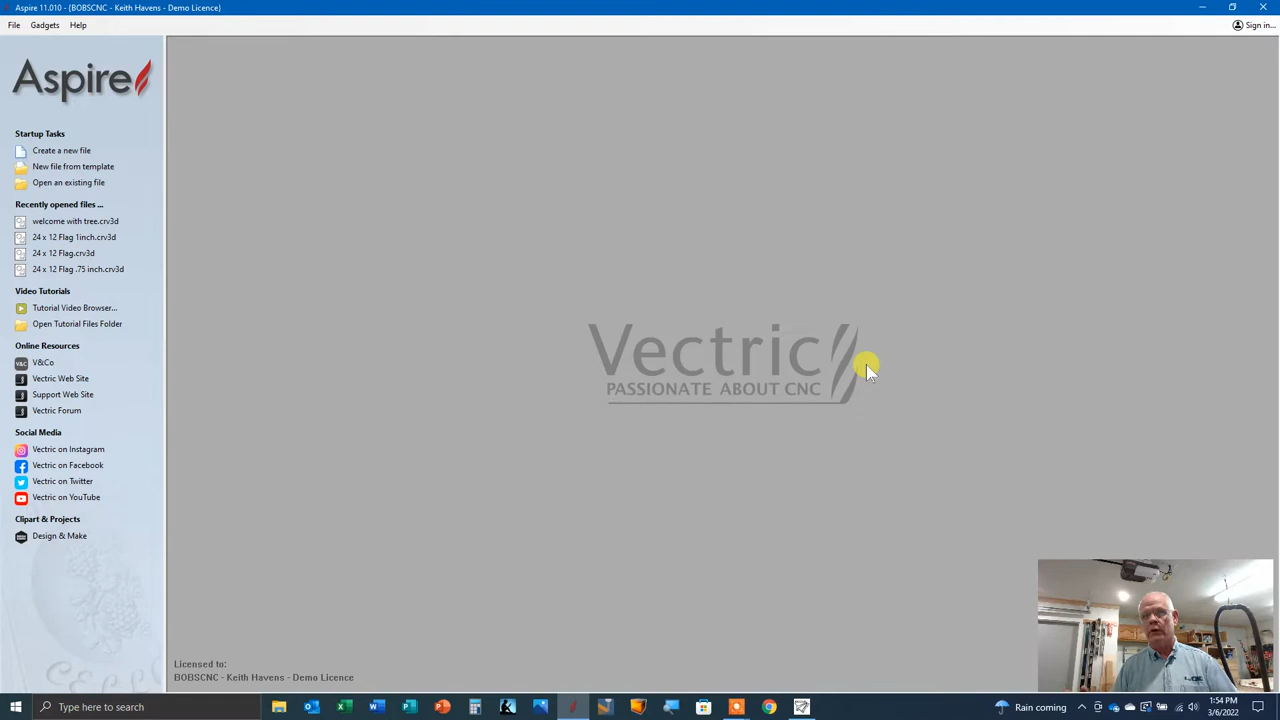 Aspire 11.010 - {BOBSCNC - Keith Havens - Demo Licence}
File Gadgets Help
Sign in...
Aspire
Startup Tasks
Create a new file
New file from template
Open an existing file
Recently opened files ...
welcome with tree.crv3d
24 x 12 Flag 1inch.crv3d
24 x 12 Flag.crv3d
24 x 12 Flag .75 inch.crv3d
Video Tutorials
Tutorial Video Browser...
Open Tutorial Files Folder
Online Resources
V&C V&Co
Vectric Web Site
Support Web Site
Vectric Forum
Social Media
Vectric on Instagram
Vectric on Facebook
Vectric on Twitter
Vectric on YouTube
Clipart & Projects
Design & Make
Vectric
PASSIONATE ABOUT CNC
Licensed to:
BOBSCNC - Keith Havens - Demo Licence
Type here to search
Rain coming
1:54 PM
3/6/2022